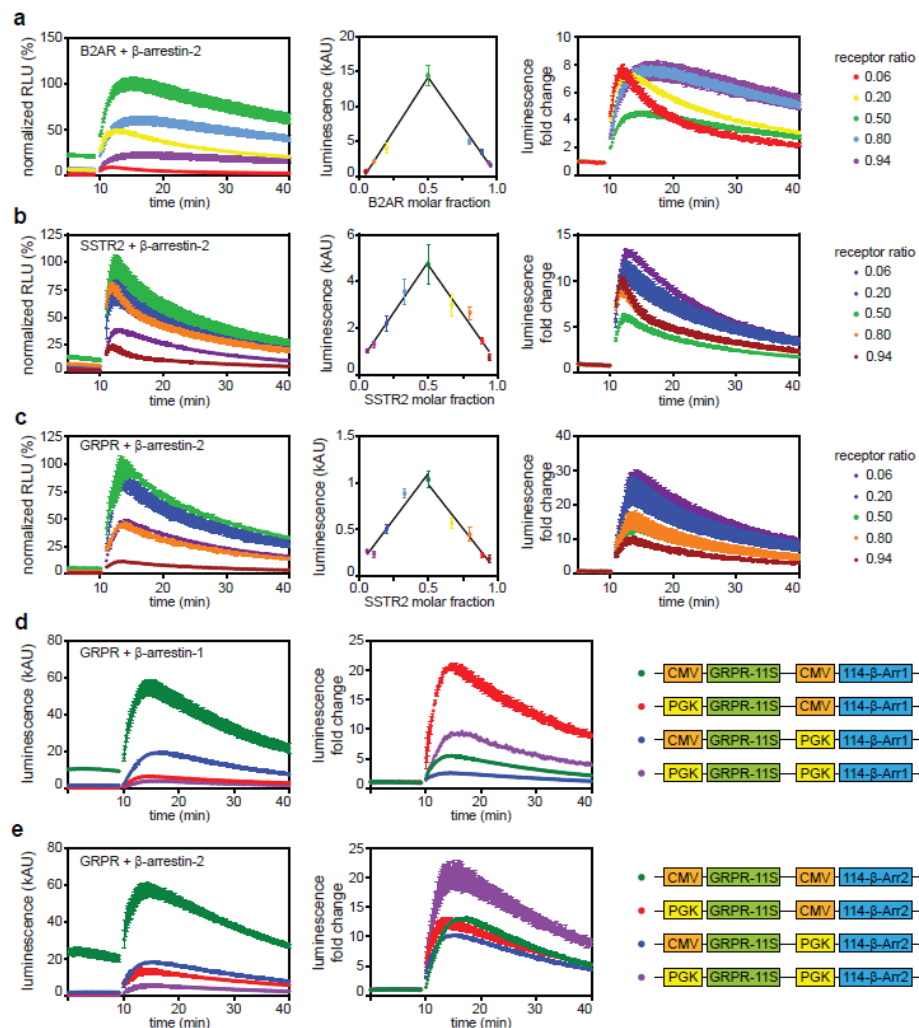 a
B2AR + β-arrestin-2
normalized RLU (%)
150
100
50
0
10 20 30 40
time (min)
luminescence (kAU)
20
15
10
5
0
0 0.5 1.0
B2AR molar fraction
luminescence
fold change
10
8
6
4
2
0
10 20 30 40
time (min)
receptor ratio
0.06
0.20
0.50
0.80
0.94
b
SSTR2 + β-arrestin-2
normalized RLU (%)
125
100
75
50
25
0
10 20 30 40
time (min)
luminescence (kAU)
6
4
2
0
0 0.5 1.0
SSTR2 molar fraction
luminescence
fold change
15
10
5
0
10 20 30 40
time (min)
receptor ratio
0.06
0.20
0.50
0.80
0.94
c
GRPR + β-arrestin-2
normalized RLU (%)
125
100
75
50
25
0
10 20 30 40
time (min)
luminescence (kAU)
1.5
1
0.5
0
0 0.5 1.0
SSTR2 molar fraction
luminescence
fold change
40
30
20
10
0
10 20 30 40
time (min)
receptor ratio
0.06
0.20
0.50
0.80
0.94
d
GRPR + β-arrestin-1
luminescence (kAU)
80
60
40
20
0
10 20 30 40
time (min)
luminescence
fold change
25
20
15
10
5
0
10 20 30 40
time (min)
CMV GRPR-11S CMV 114-β-Arr1
PGK GRPR-11S CMV 114-β-Arr1
CMV GRPR-11S PGK 114-β-Arr1
PGK GRPR-11S PGK 114-β-Arr1
e
GRPR + β-arrestin-2
luminescence (kAU)
80
60
40
20
0
10 20 30 40
time (min)
luminescence
fold change
25
20
15
10
5
0
10 20 30 40
time (min)
CMV GRPR-11S CMV 114-β-Arr2
PGK GRPR-11S CMV 114-β-Arr2
CMV GRPR-11S PGK 114-β-Arr2
PGK GRPR-11S PGK 114-β-Arr2